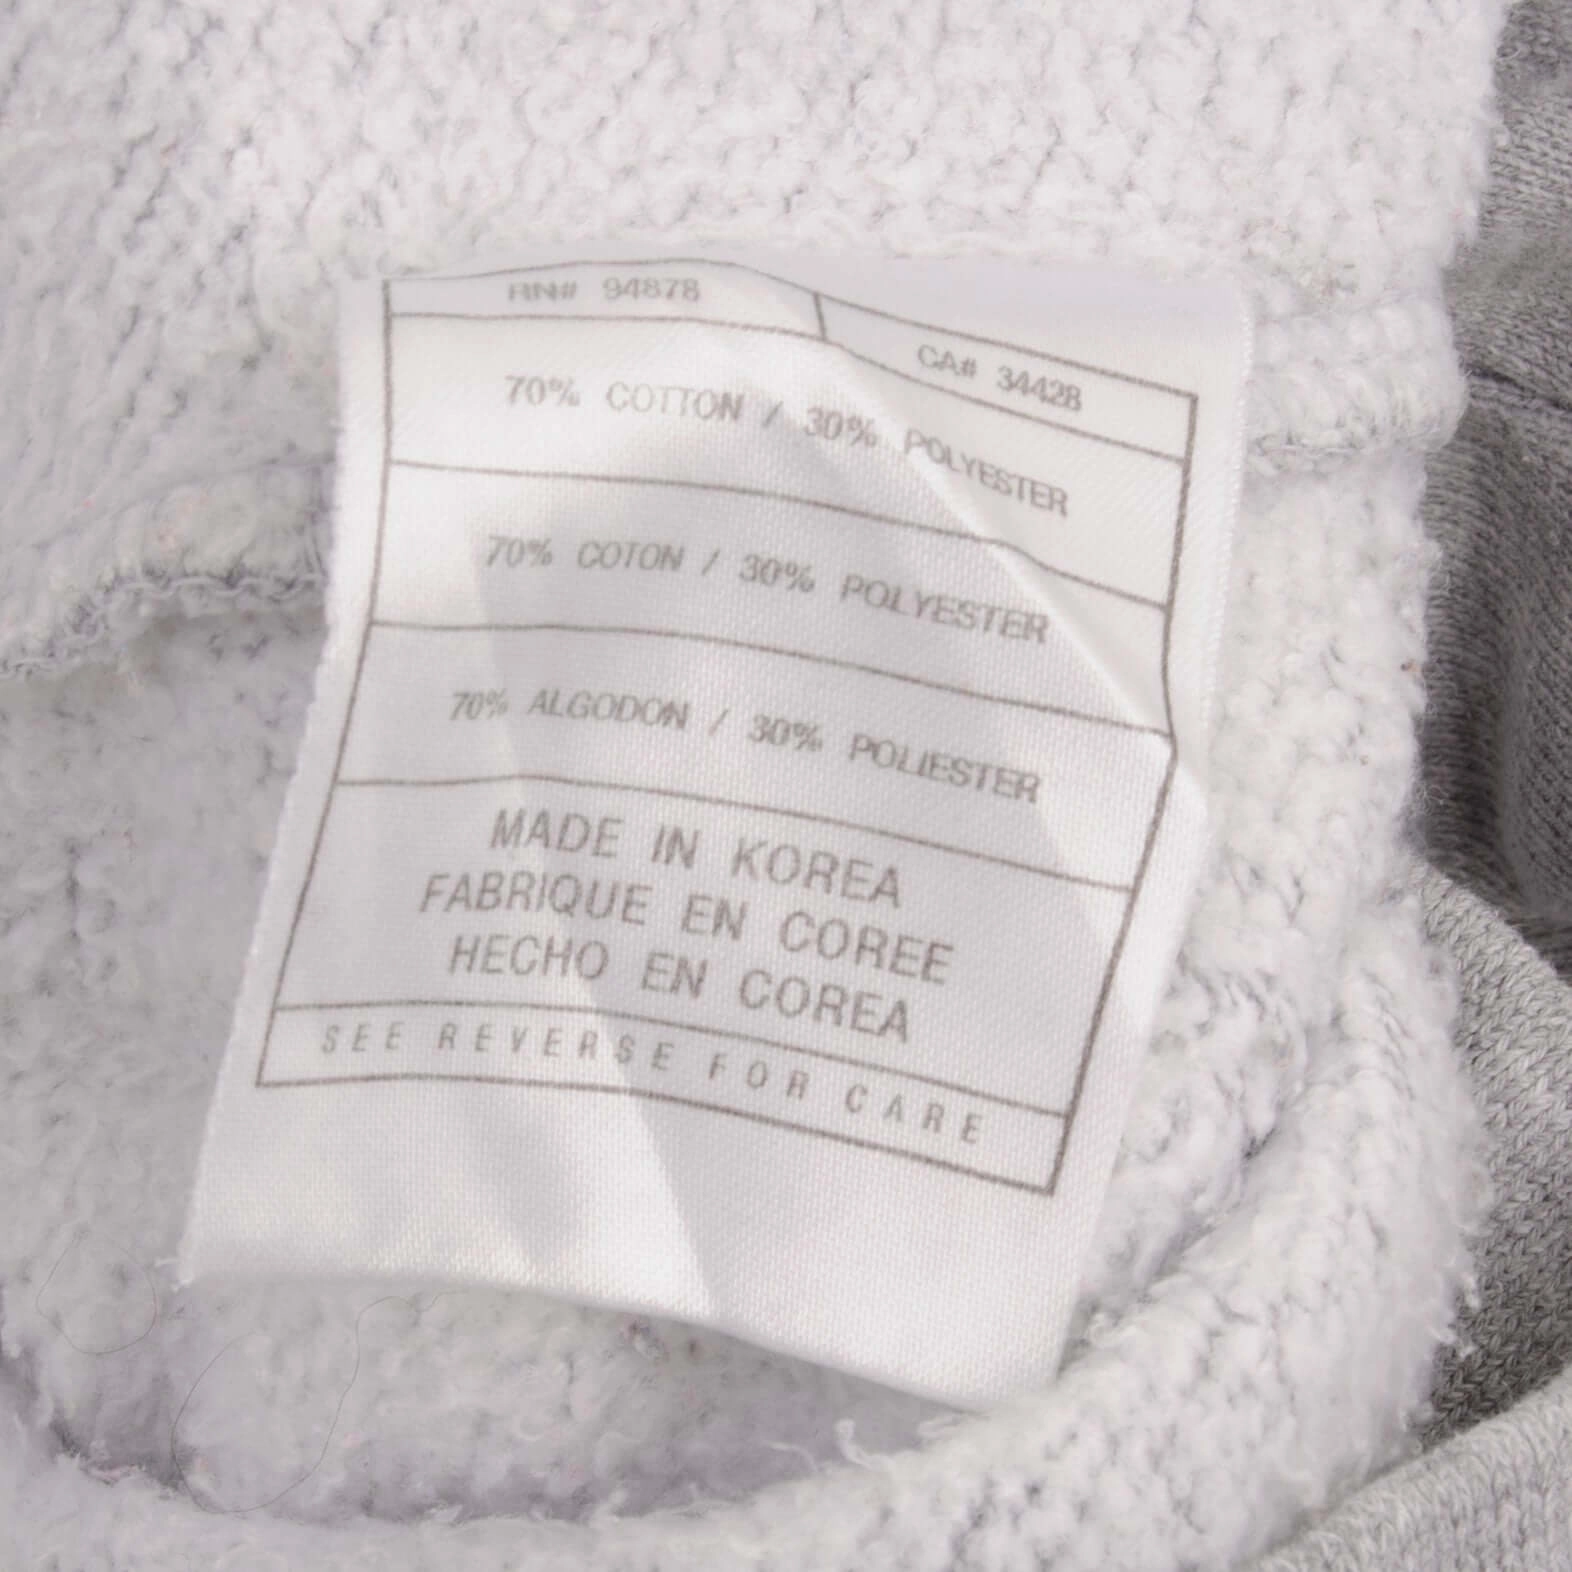 RN# 94878
CA# 34428
70% COTTON / 30% POLYESTER
70% COTON / 30% POLYESTER
70% ALGODON / 30% POLIESTER
MADE IN KOREA
FABRIQUE EN COREE
HECHO EN COREA
SEE REVERSE FOR CARE